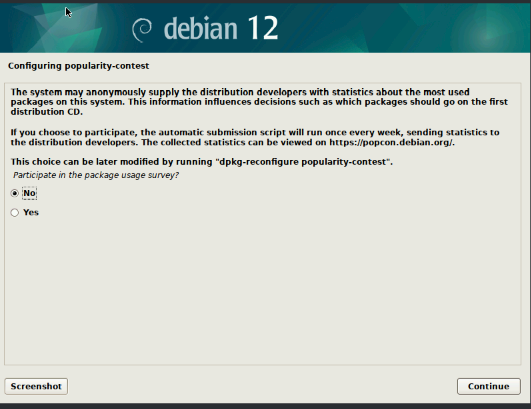 debian 12
Configuring popularity-contest
The system may anonymously supply the distribution developers with statistics about the most used
packages on this system. This information influences decisions such as which packages should go on the first
distribution CD.
If you choose to participate, the automatic submission script will run once every week, sending statistics to
the distribution developers. The collected statistics can be viewed on https://popcon.debian.org/.
This choice can be later modified by running "dpkg-reconfigure popularity-contest".
Participate in the package usage survey?
No
Yes
Screenshot
Continue